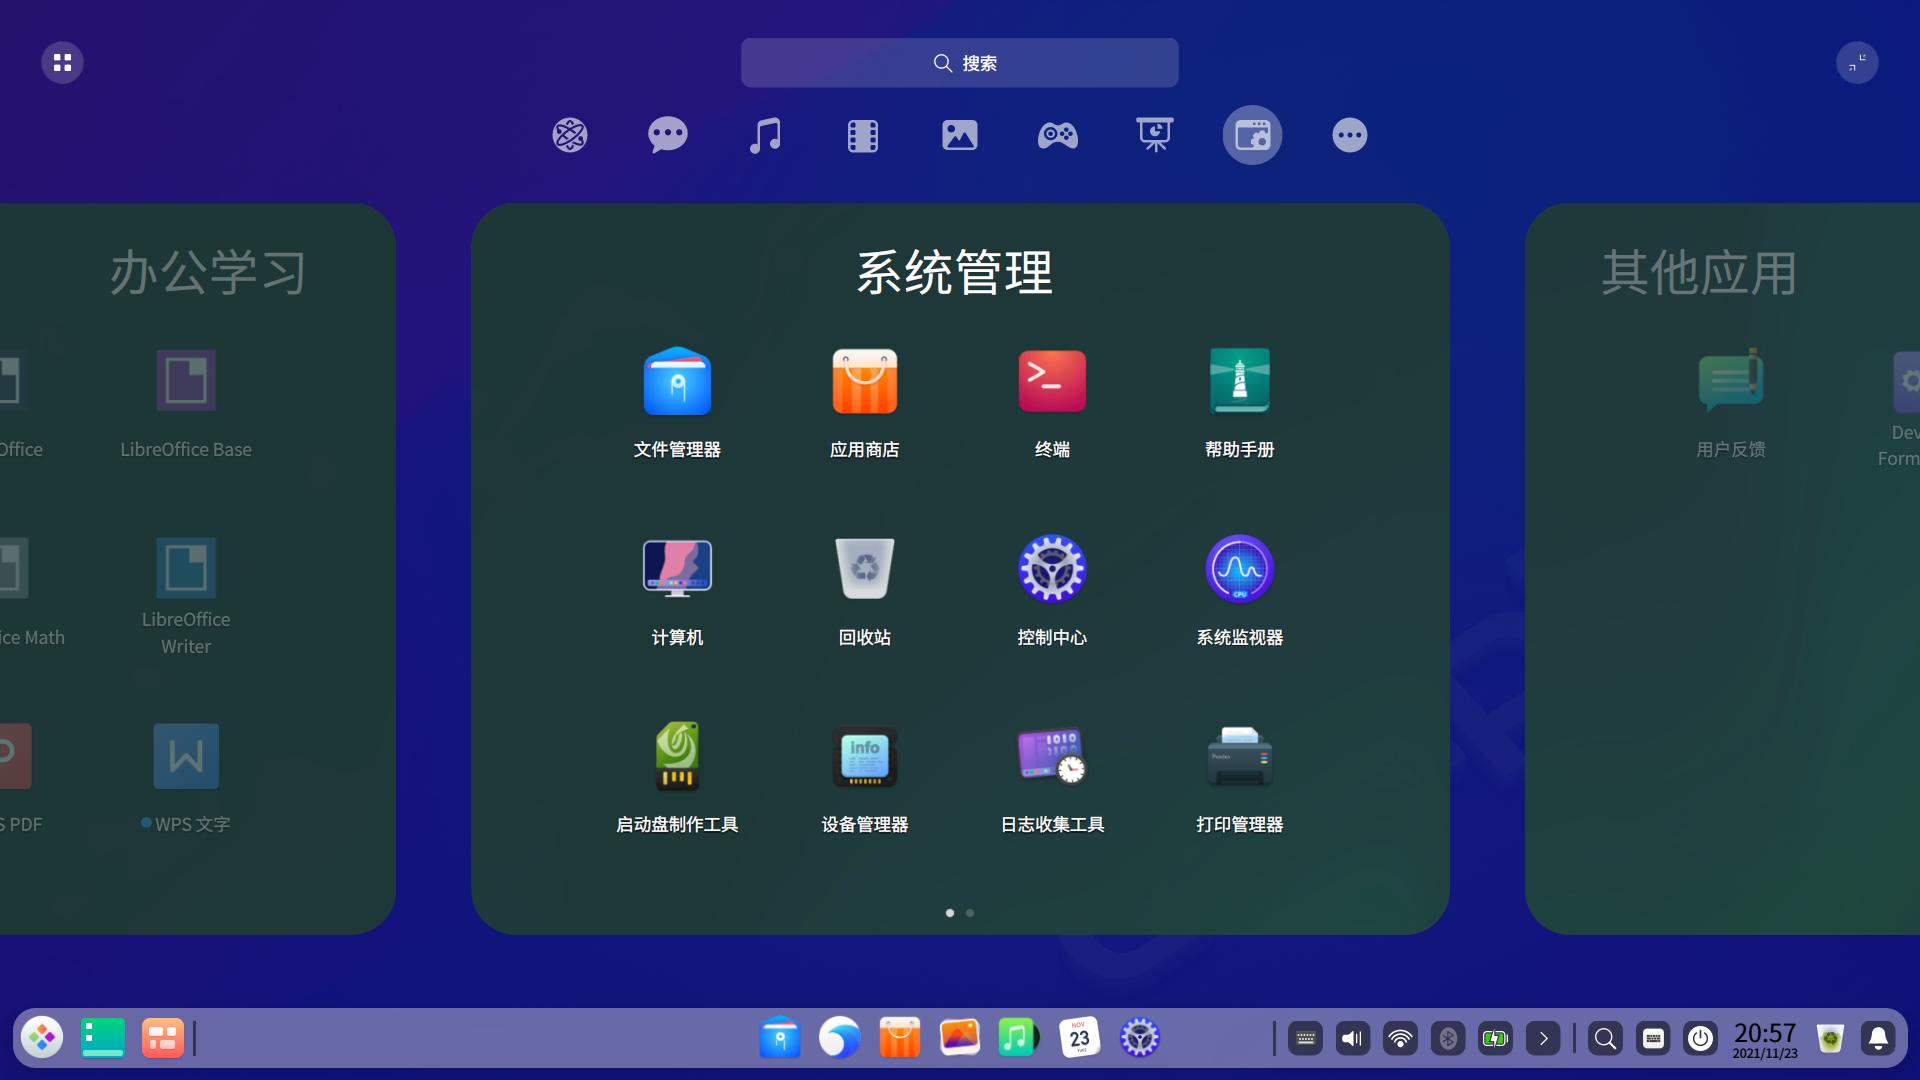 搜索
办公学习
系统管理
其他应用
Office
LibreOffice Base
文件管理器
应用商店
终端
帮助手册
用户反馈
Dev
Form
ice Math
LibreOffice
Writer
计算机
回收站
控制中心
系统监视器
CPU
S PDF
WPS 文字
info
启动盘制作工具
设备管理器
日志收集工具
打印管理器
NOV
23
20:57
2021/11/23